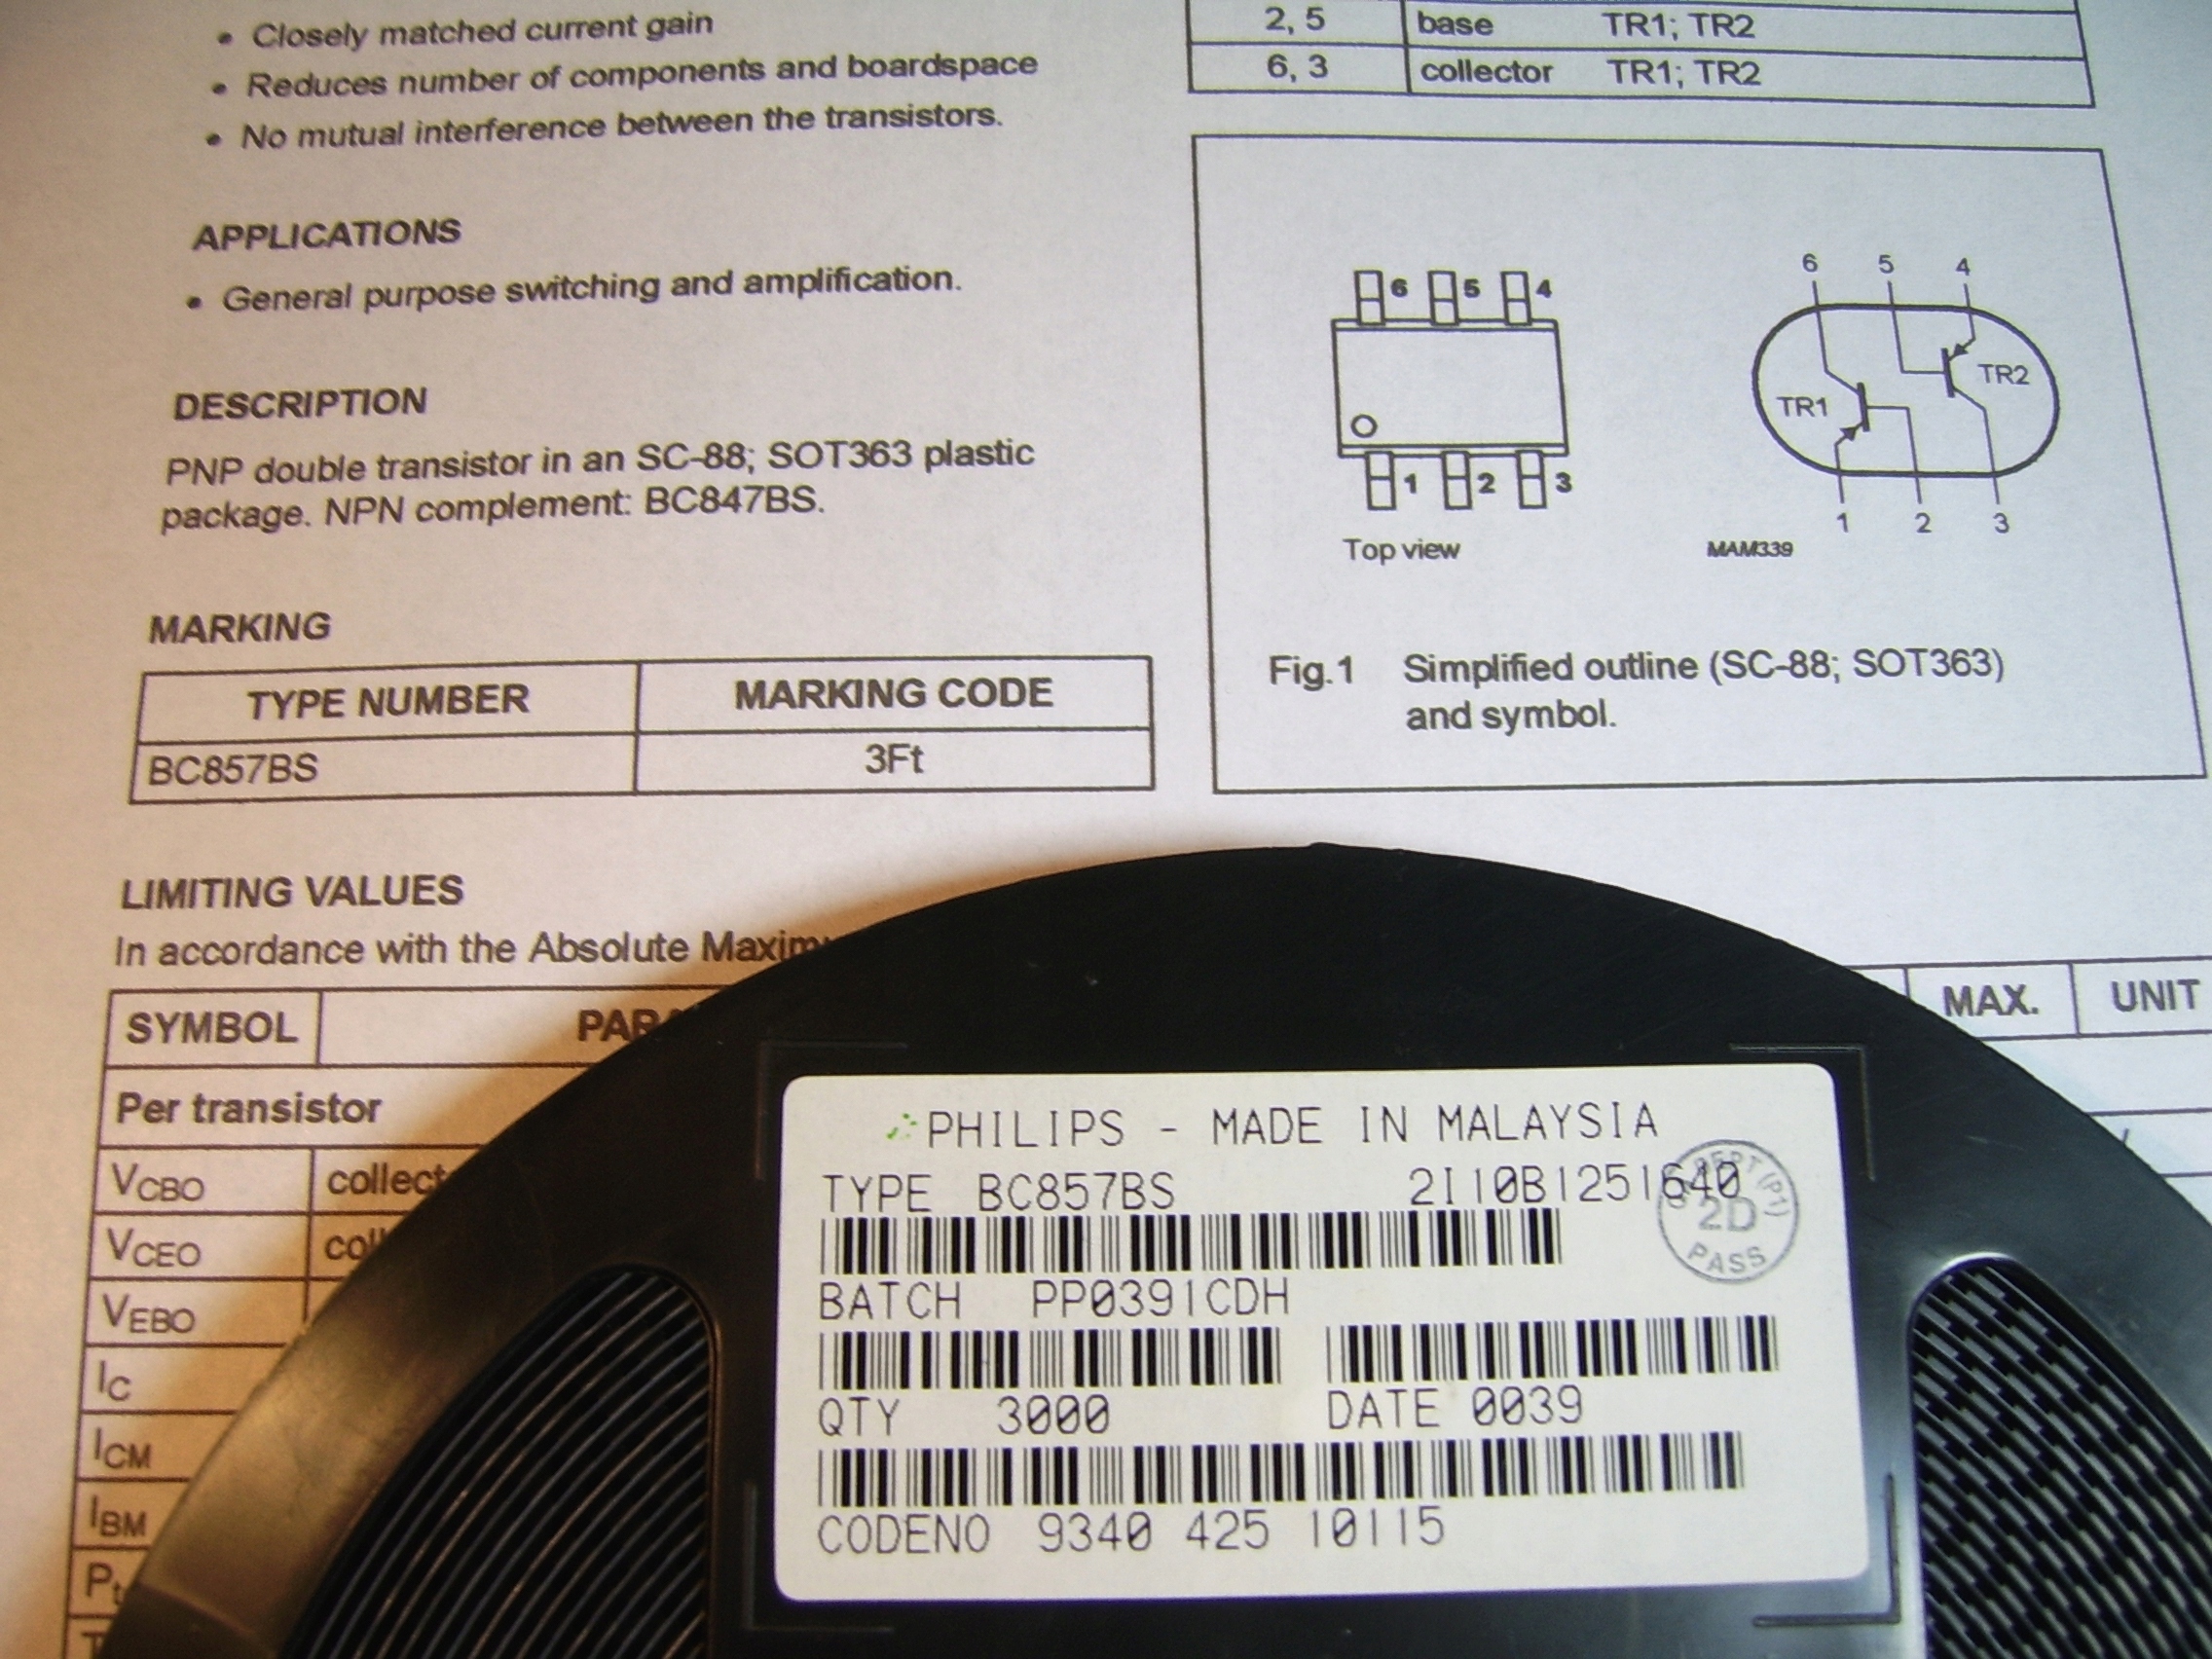 • Closely matched current gain
• Reduces number of components and boardspace
• No mutual interference between the transistors.
APPLICATIONS
• General purpose switching and amplification.
DESCRIPTION
PNP double transistor in an SC-88; SOT363 plastic
package. NPN complement: BC847BS.
MARKING
TYPE NUMBER MARKING CODE
BC857BS 3Ft
2, 5 base TR1; TR2
6, 3 collector TR1; TR2
6 5 4
1 2 3
Top view
6 5 4
TR2
TR1
1 2 3
MAM339
Fig.1 Simplified outline (SC-88; SOT363)
and symbol.
LIMITING VALUES
In accordance with the Absolute
SYMBOL MAX. UNIT
Per transistor
VCBO
VCEO
VEBO
IC
ICM
IBM
PHILIPS - MADE IN MALAYSIA
TYPE BC857BS 2I10B1251640
BATCH PP0391CDH
QTY 3000 DATE 0039
CODENO 9340 425 10115
2D
PASS